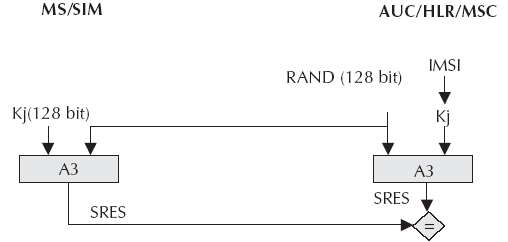 MS/SIM
AUC/HLR/MSC
RAND (128 bit)
IMSI
Kj(128 bit)
Kj
A3
A3
SRES
SRES
=